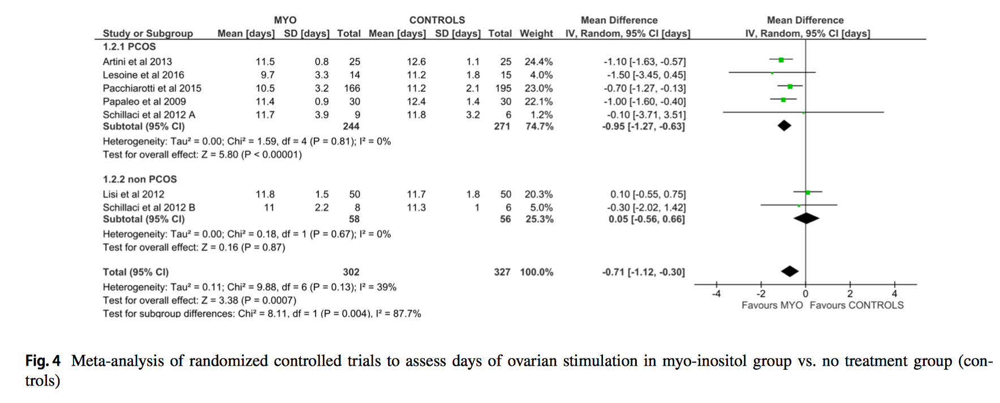 MYO CONTROLS Mean Difference Mean Difference
Study or Subgroup Mean [days] SD [days] Total Mean [days] SD [days] Total Weight IV, Random, 95% CI [days] IV, Random, 95% CI [days]
1.2.1 PCOS
Artini et al 2013 11.5 0.8 25 12.6 1.1 25 24.4% -1.10 [-1.63, -0.57]
Lesoine et al 2016 9.7 3.3 14 11.2 1.8 15 4.0% -1.50 [-3.45, 0.45]
Pacchiarotti et al 2015 10.5 3.2 166 11.2 2.1 195 23.0% -0.70 [-1.27, -0.13]
Papaleo et al 2009 11.4 0.9 30 12.4 1.4 30 22.1% -1.00 [-1.60, -0.40]
Schillaci et al 2012 A 11.7 3.9 9 11.8 3.2 6 1.2% -0.10 [-3.71, 3.51]
Subtotal (95% CI) 244 271 74.7% -0.95 [-1.27, -0.63]
Heterogeneity: Tau² = 0.00; Chi² = 1.59, df = 4 (P = 0.81); I² = 0%
Test for overall effect: Z = 5.80 (P < 0.00001)
1.2.2 non PCOS
Lisi et al 2012 11.8 1.5 50 11.7 1.8 50 20.3% 0.10 [-0.55, 0.75]
Schillaci et al 2012 B 11 2.2 8 11.3 1 6 5.0% -0.30 [-2.02, 1.42]
Subtotal (95% CI) 58 56 25.3% 0.05 [-0.56, 0.66]
Heterogeneity: Tau² = 0.00; Chi² = 0.18, df = 1 (P = 0.67); I² = 0%
Test for overall effect: Z = 0.16 (P = 0.87)
Total (95% CI) 302 327 100.0% -0.71 [-1.12, -0.30]
Heterogeneity: Tau² = 0.11; Chi² = 9.88, df = 6 (P = 0.13); I² = 39%
Test for overall effect: Z = 3.38 (P = 0.0007)
Test for subgroup differences: Chi² = 8.11, df = 1 (P = 0.004), I² = 87.7%
-4 -2 0 2 4
Favours MYO Favours CONTROLS
Fig. 4 Meta-analysis of randomized controlled trials to assess days of ovarian stimulation in myo-inositol group vs. no treatment group (con-
trols)